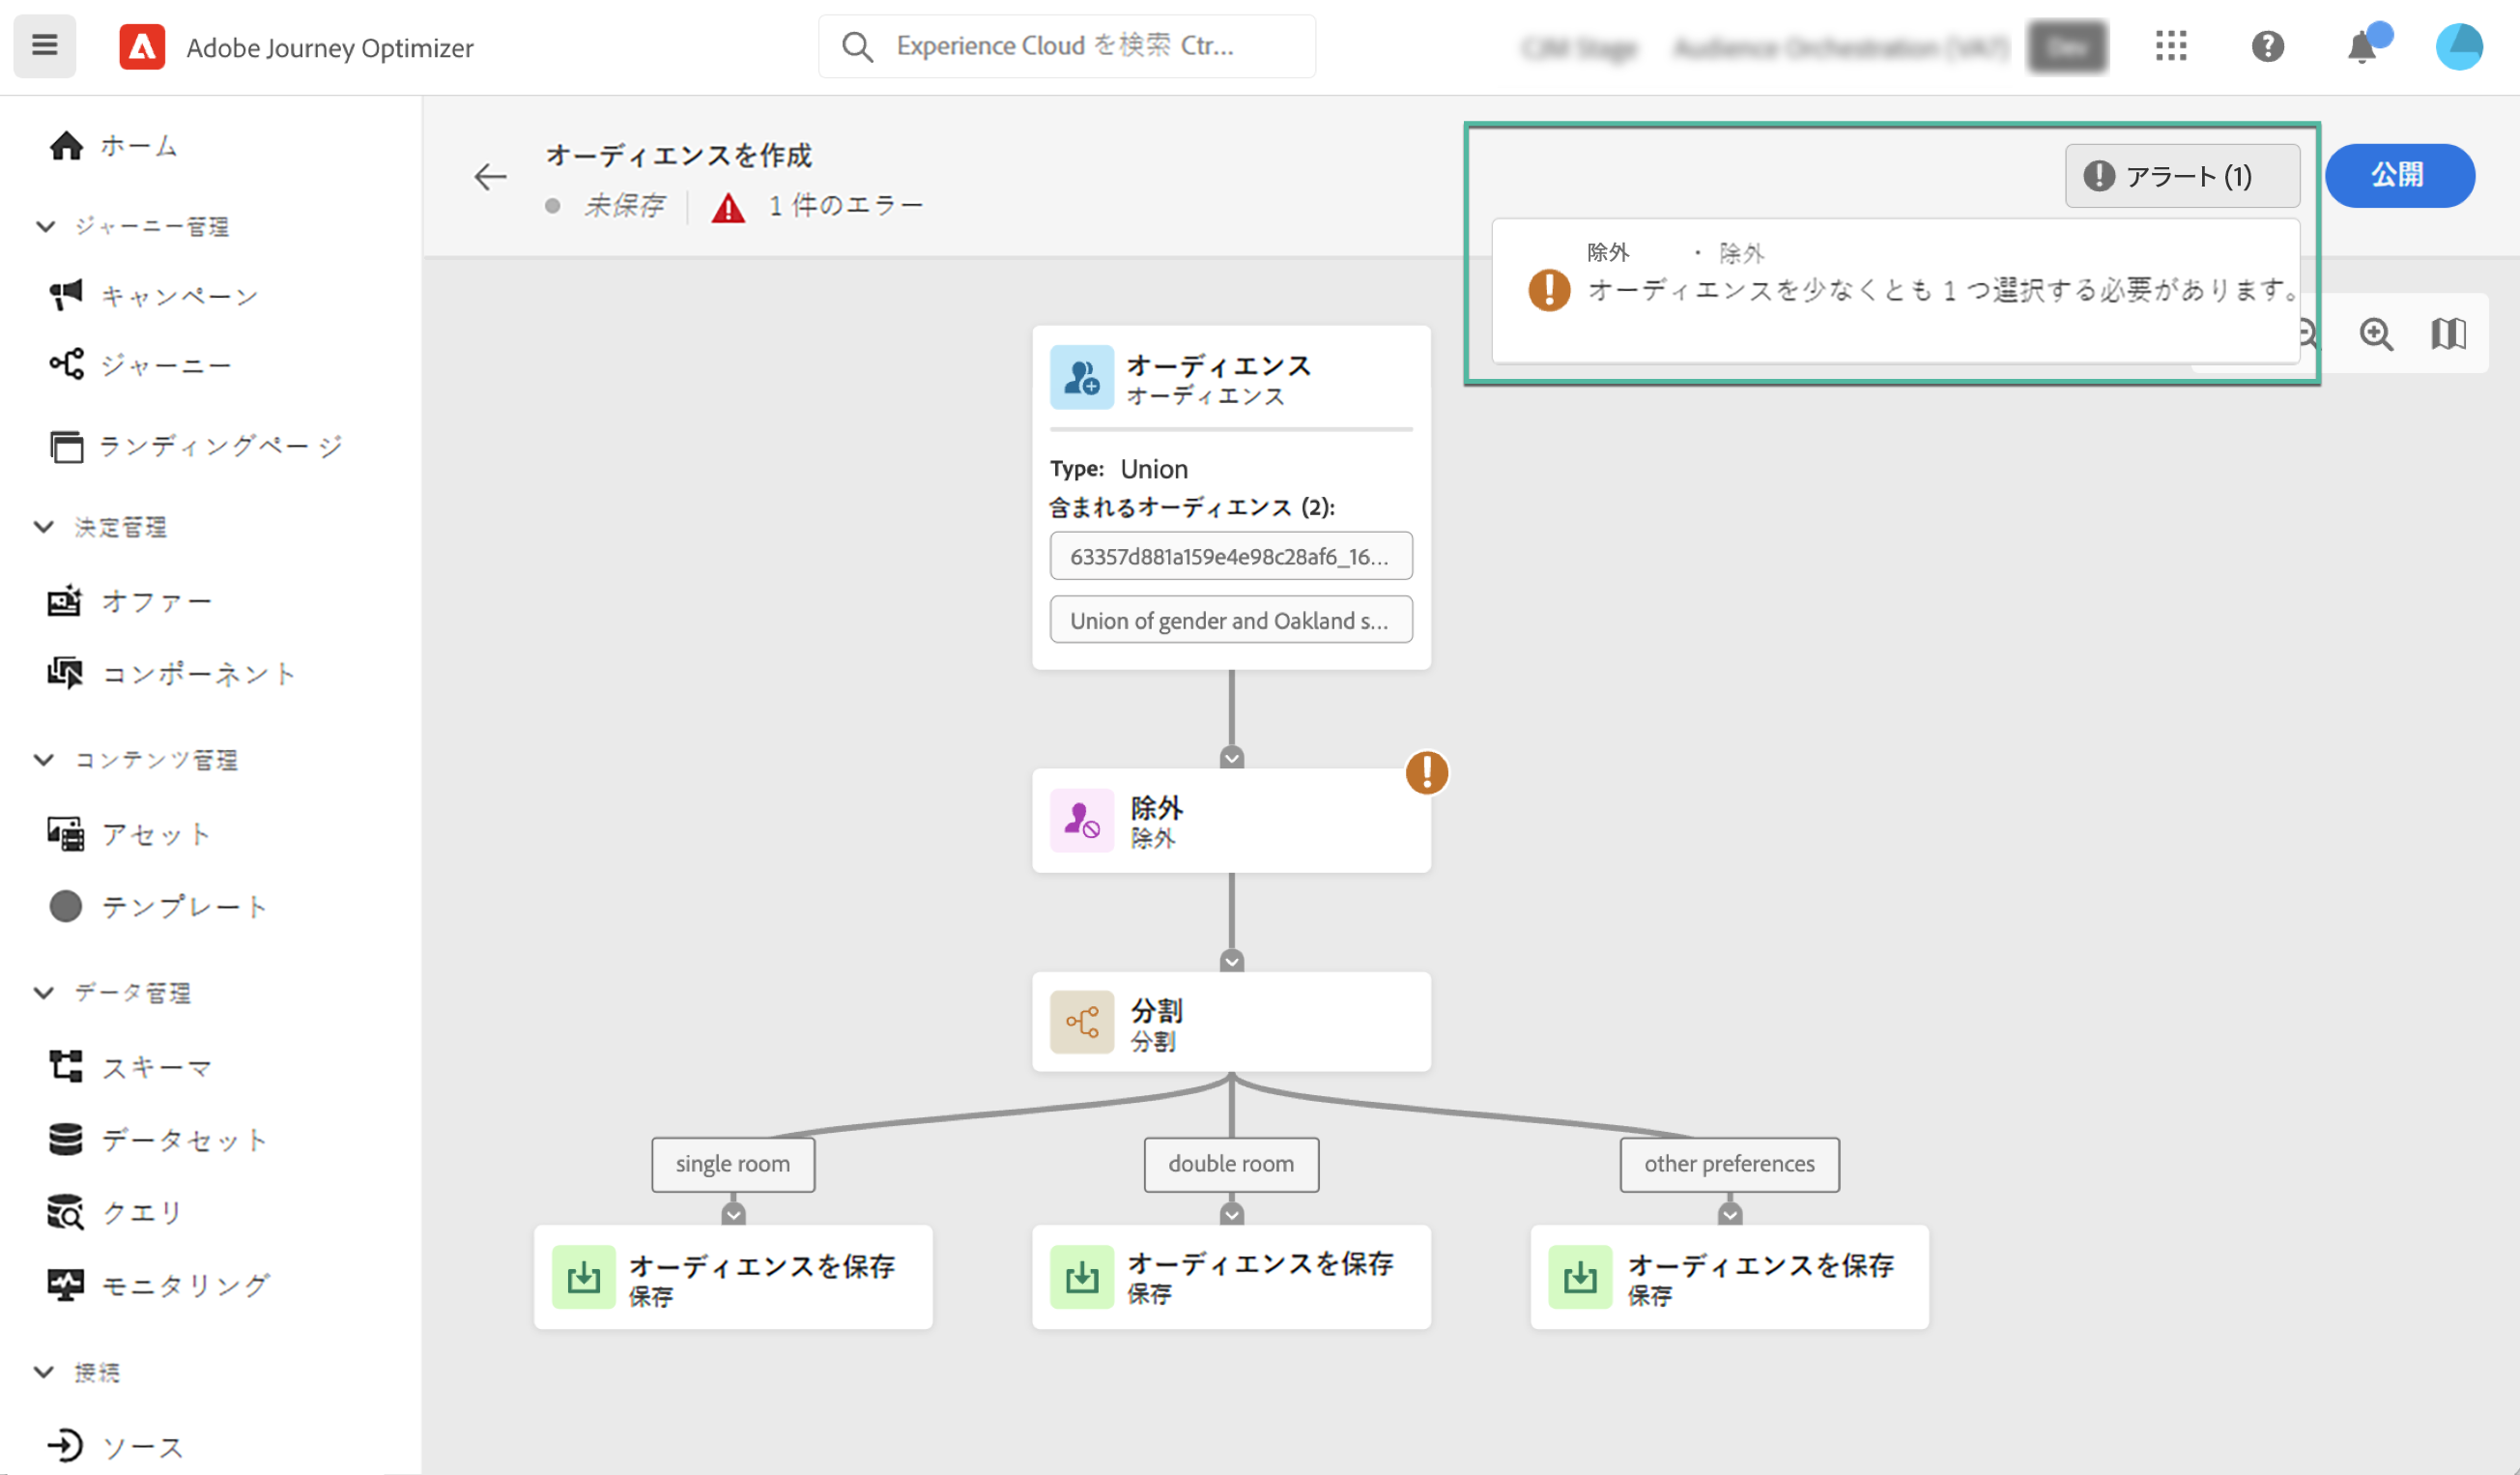 Adobe Journey Optimizer
Experience Cloud を検索 Ctr...
ホーム
ジャーニー管理
キャンペーン
ジャーニー
ランディングページ
決定管理
オファー
コンポーネント
コンテンツ管理
アセット
テンプレート
データ管理
スキーマ
データセット
クエリ
モニタリング
接続
ソース
オーディエンスを作成
未保存
1 件のエラー
アラート (1)
公開
除外 ・ 除外
オーディエンスを少なくとも 1 つ選択する必要があります。
オーディエンス
オーディエンス
Type: Union
含まれるオーディエンス (2):
63357d881a159e4e98c28af6_16...
Union of gender and Oakland s...
除外
除外
分割
分割
single room
double room
other preferences
オーディエンスを保存
保存
オーディエンスを保存
保存
オーディエンスを保存
保存